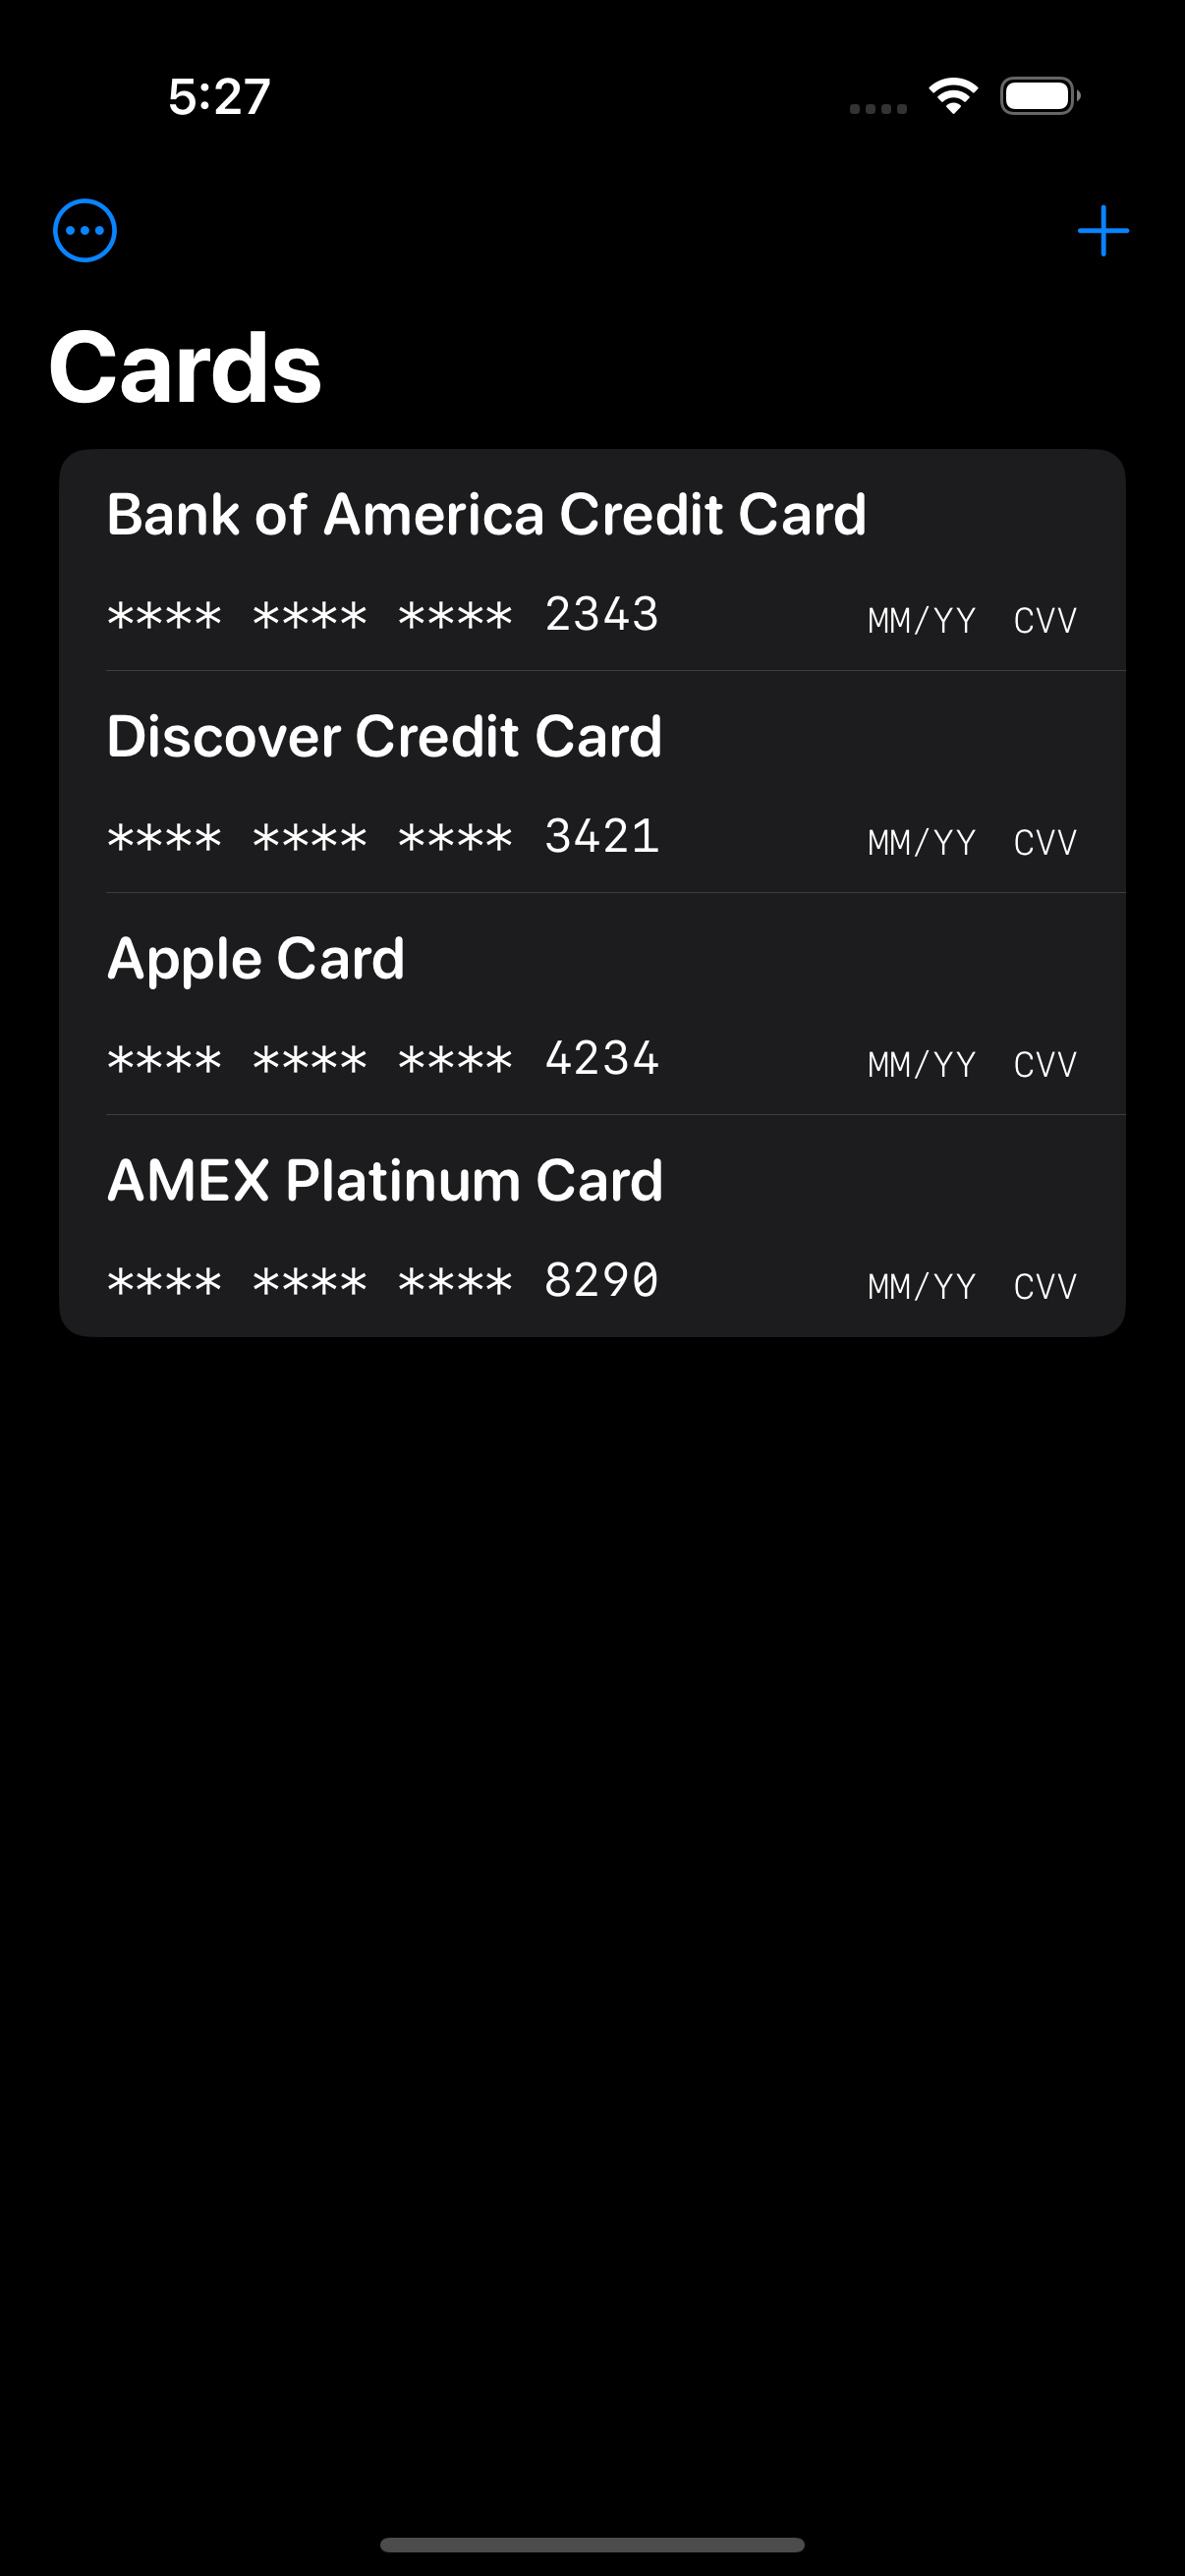 5:27
Cards
Bank of America Credit Card
**** **** **** 2343 MM/YY CVV
Discover Credit Card
**** **** **** 3421 MM/YY CVV
Apple Card
**** **** **** 4234 MM/YY CVV
AMEX Platinum Card
**** **** **** 8290 MM/YY CVV